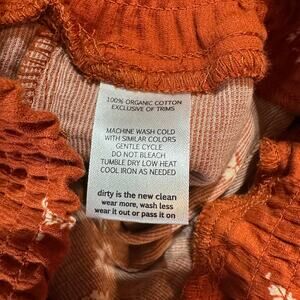 100% ORGANIC COTTON
EXCLUSIVE OF TRIMS
MACHINE WASH COLD
WITH SIMILAR COLORS
GENTLE CYCLE
DO NOT BLEACH
TUMBLE DRY LOW HEAT
COOL IRON AS NEEDED
dirty is the new clean
wear more, wash less
wear it out or pass it on